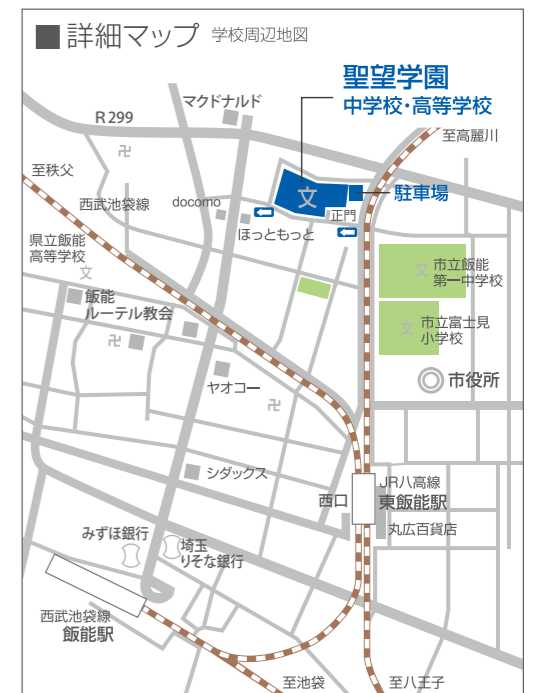 ■詳細マップ 学校周辺地図
聖望学園
中学校・高等学校
マクドナルド
R299
至高麗川
卍
至秩父
駐車場
文
docomo
西武池袋線
正門
ほっともっと
県立飯能
高等学校
文
文
市立飯能
第一中学校
飯能
ルーテル教会
文
市立富士見
小学校
卍
ヤオコー
市役所
卍
シダックス
JR八高線
西口
東飯能駅
丸広百貨店
みずほ銀行
埼玉
りそな銀行
西武池袋線
飯能駅
至池袋
至八王子